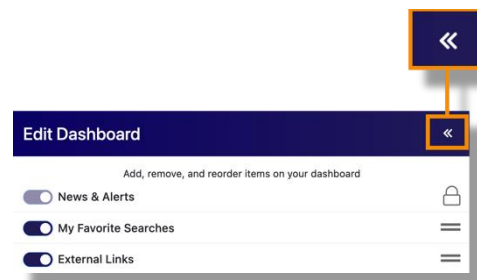 «
Edit Dashboard «
Add, remove, and reorder items on your dashboard
News & Alerts
My Favorite Searches
External Links